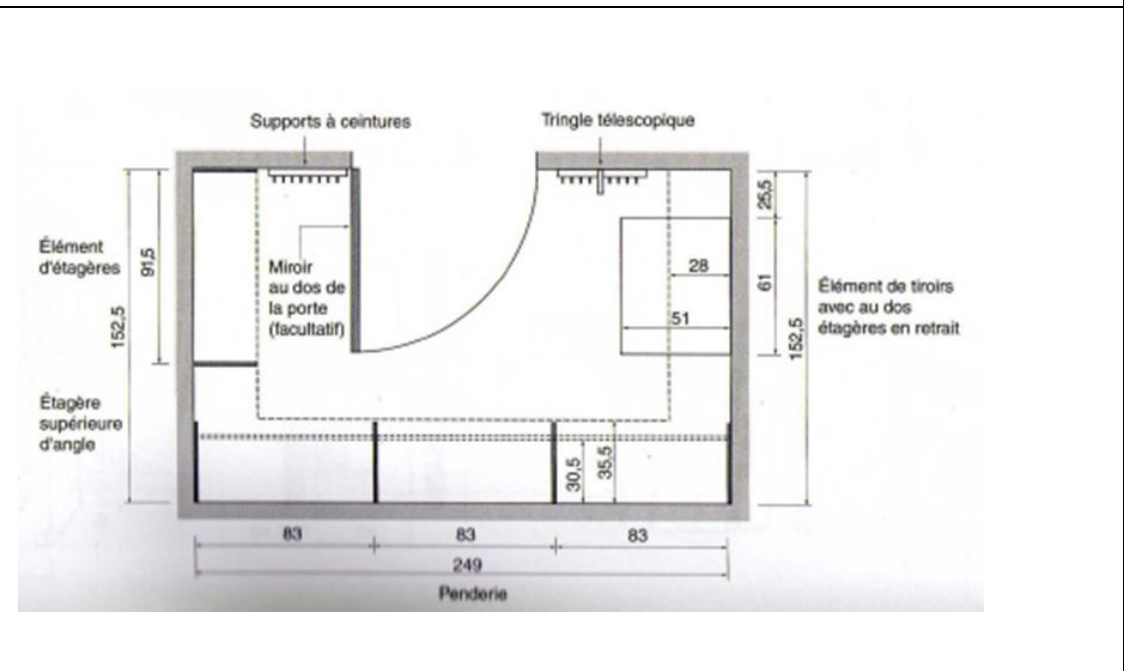 Supports à ceintures
Tringle télescopique
25,5
Élément
d'étagères
91,5
152,5
Miroir
au dos de
la porte
(facultatif)
28
61
51
Élément de tiroirs
avec au dos
étagères en retrait
152,5
Étagère
supérieure
d'angle
30,5
35,5
83
83
83
249
Penderie